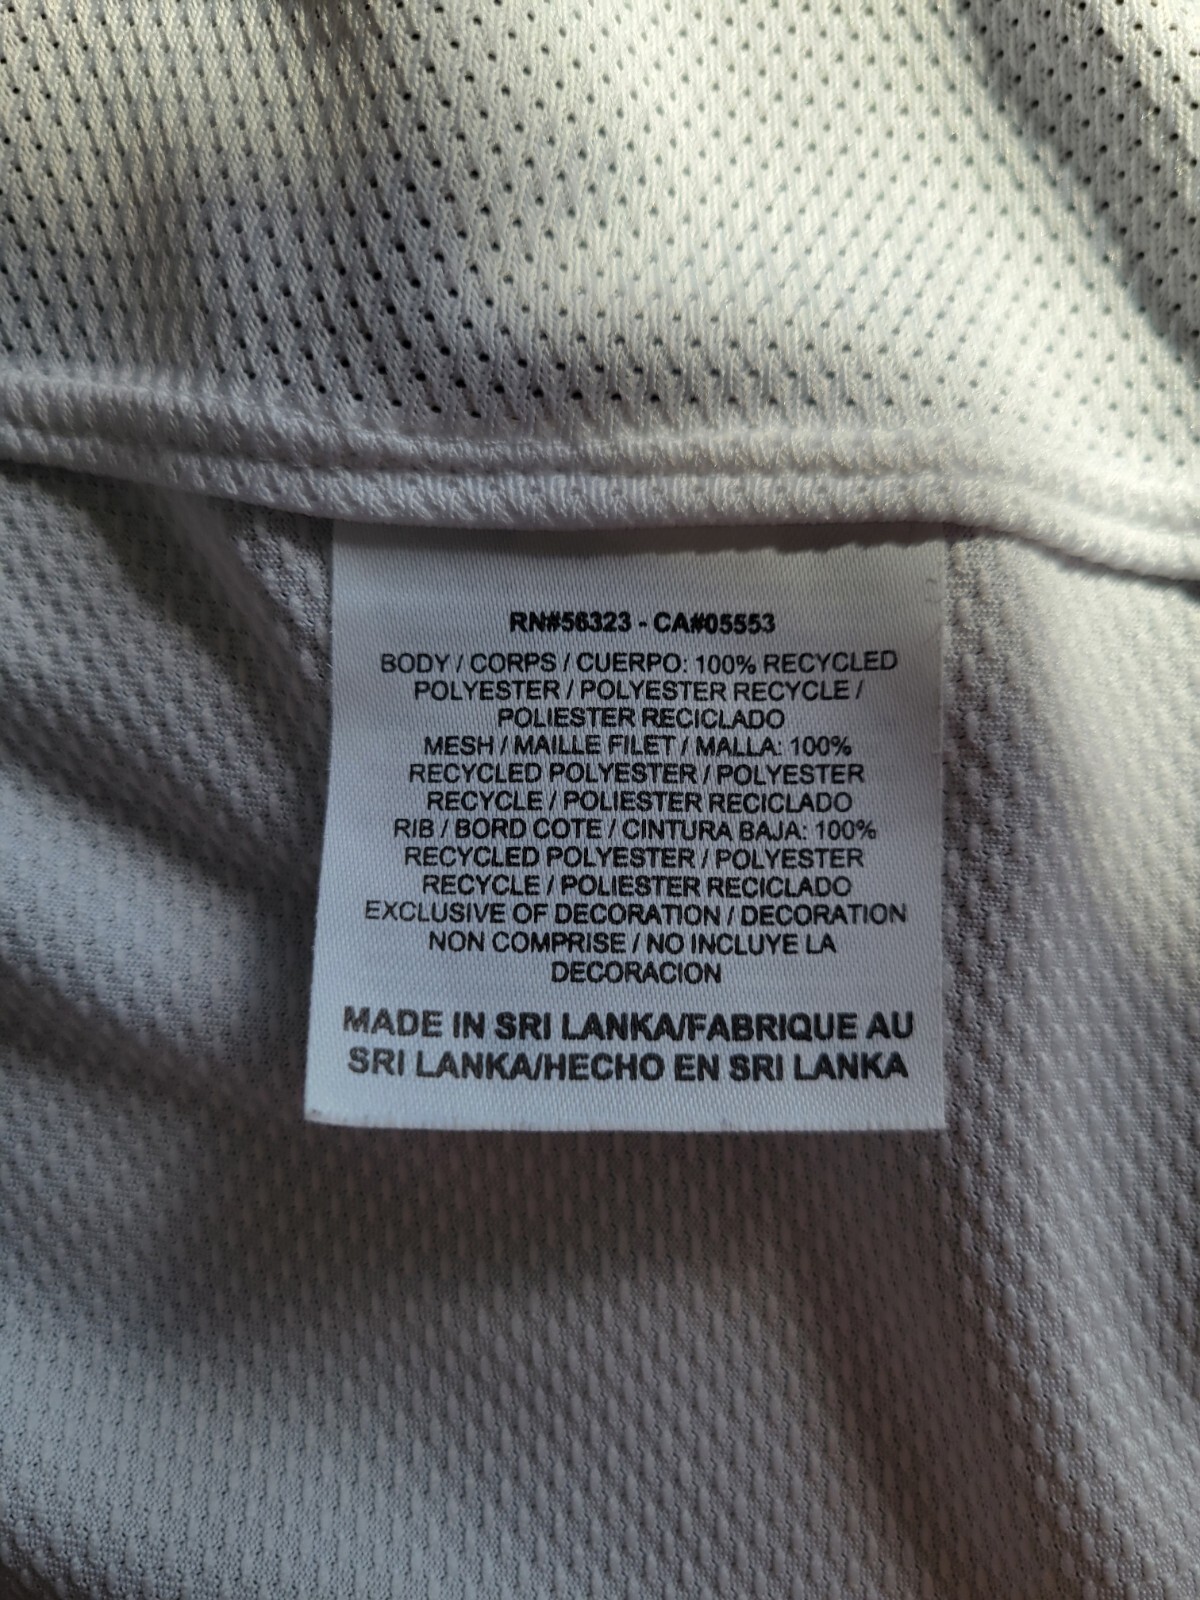 RN#56323 - CA#05553
BODY / CORPS / CUERPO: 100% RECYCLED
POLYESTER / POLYESTER RECYCLE /
POLIESTER RECICLADO
MESH / MAILLE FILET / MALLA: 100%
RECYCLED POLYESTER / POLYESTER
RECYCLE / POLIESTER RECICLADO
RIB / BORD COTE / CINTURA BAJA: 100%
RECYCLED POLYESTER / POLYESTER
RECYCLE / POLIESTER RECICLADO
EXCLUSIVE OF DECORATION / DECORATION
NON COMPRISE / NO INCLUYE LA
DECORACION
MADE IN SRI LANKA/FABRIQUE AU
SRI LANKA/HECHO EN SRI LANKA